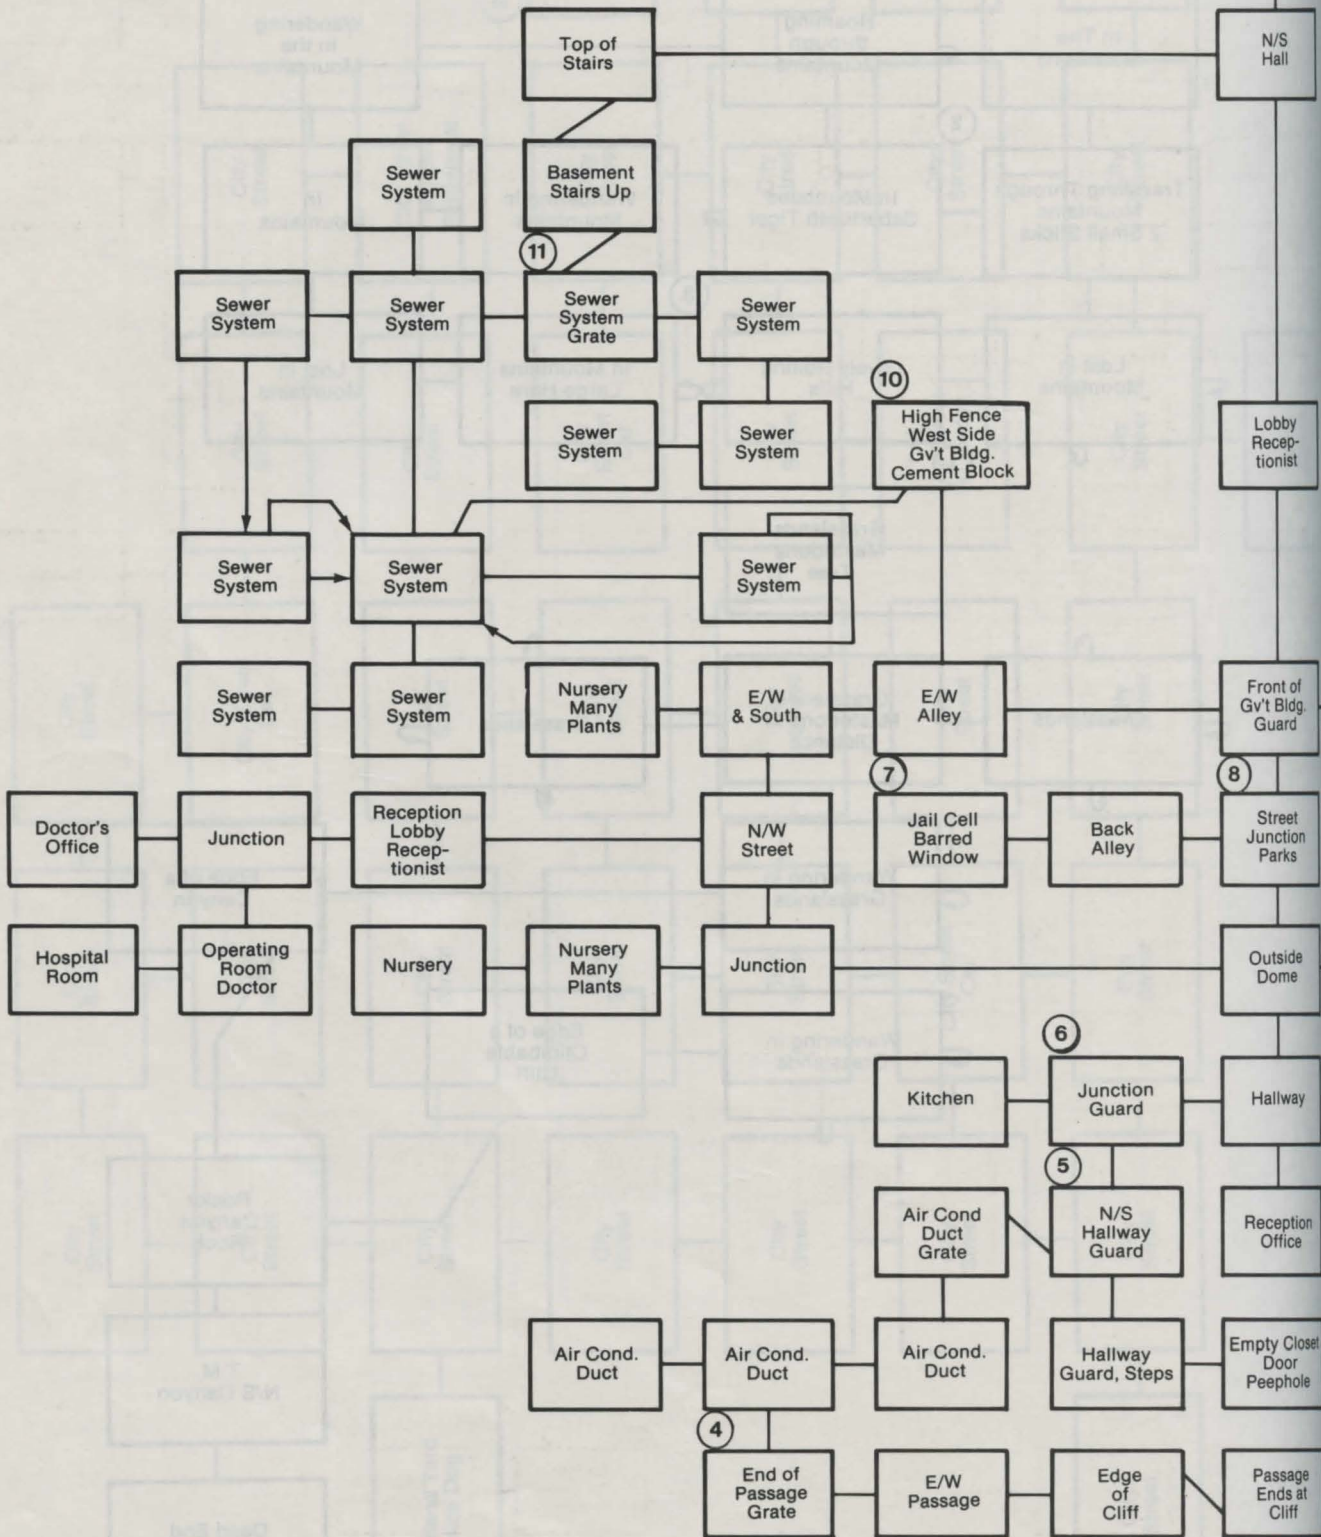 Top of
Stairs
N/S
Hall
Sewer
System
Basement
Stairs Up
11
Sewer
System
Sewer
System
Sewer
System
Grate
Sewer
System
10
Sewer
System
Sewer
System
High Fence
West Side
Gv't Bldg.
Cement Block
Lobby
Recep-
tionist
Sewer
System
Sewer
System
Sewer
System
Sewer
System
Sewer
System
Nursery
Many
Plants
E/W
& South
E/W
Alley
Front of
Gv't Bldg.
Guard
7
8
Doctor's
Office
Junction
Reception
Lobby
Recep-
tionist
N/W
Street
Jail Cell
Barred
Window
Back
Alley
Street
Junction
Parks
Hospital
Room
Operating
Room
Doctor
Nursery
Nursery
Many
Plants
Junction
Outside
Dome
6
Kitchen
Junction
Guard
Hallway
5
Air Cond
Duct
Grate
N/S
Hallway
Guard
Reception
Office
Air Cond.
Duct
Air Cond.
Duct
Air Cond.
Duct
Hallway
Guard, Steps
Empty Closet
Door
Peephole
4
End of
Passage
Grate
E/W
Passage
Edge
of
Cliff
Passage
Ends at
Cliff